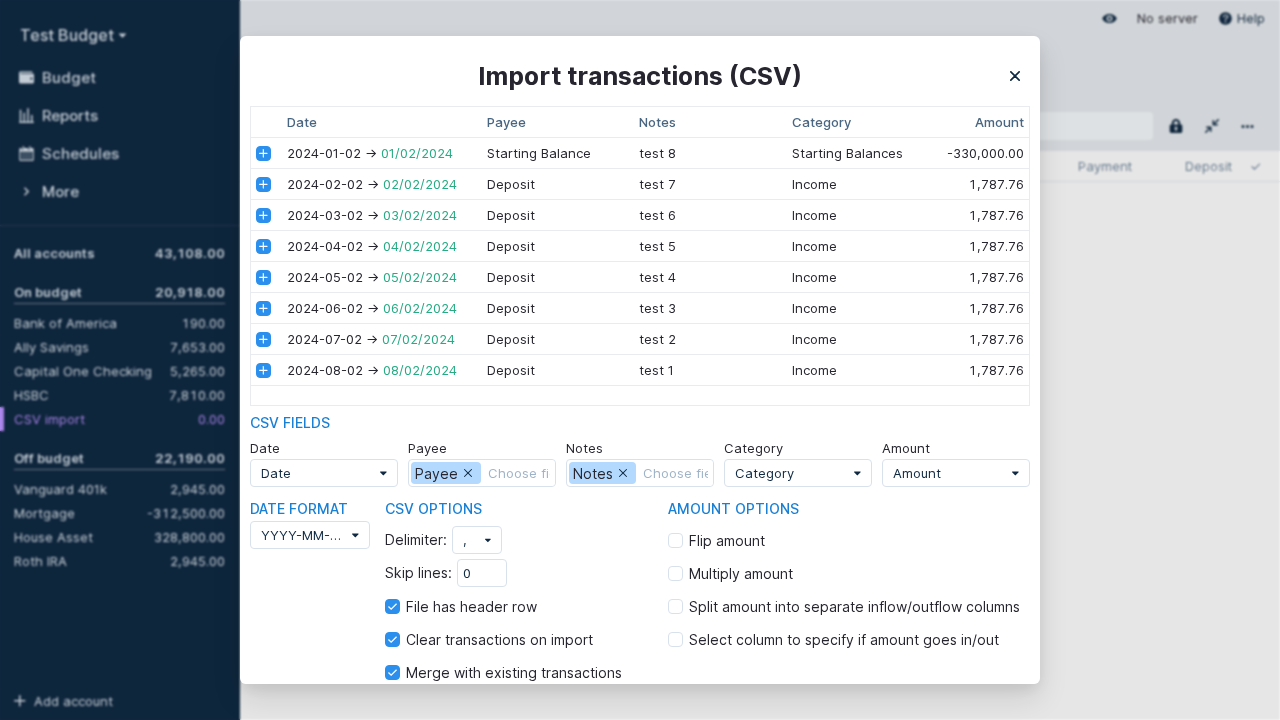 Test Budget
Budget
Reports
Schedules
More
All accounts 43,108.00
On budget 20,918.00
Bank of America 190.00
Ally Savings 7,653.00
Capital One Checking 5,265.00
HSBC 7,810.00
CSV import 0.00
Off budget 22,190.00
Vanguard 401k 2,945.00
Mortgage -312,500.00
House Asset 328,800.00
Roth IRA 2,945.00
Add account
No server Help
Payment Deposit
Import transactions (CSV)
Date Payee Notes Category Amount
2024-01-02 → 01/02/2024 Starting Balance test 8 Starting Balances -330,000.00
2024-02-02 → 02/02/2024 Deposit test 7 Income 1,787.76
2024-03-02 → 03/02/2024 Deposit test 6 Income 1,787.76
2024-04-02 → 04/02/2024 Deposit test 5 Income 1,787.76
2024-05-02 → 05/02/2024 Deposit test 4 Income 1,787.76
2024-06-02 → 06/02/2024 Deposit test 3 Income 1,787.76
2024-07-02 → 07/02/2024 Deposit test 2 Income 1,787.76
2024-08-02 → 08/02/2024 Deposit test 1 Income 1,787.76
CSV FIELDS
Date Payee Notes Category Amount
Date Payee Choose fi Notes Choose fie Category Amount
DATE FORMAT
YYYY-MM-...
CSV OPTIONS
Delimiter: ,
Skip lines: 0
File has header row
Clear transactions on import
Merge with existing transactions
AMOUNT OPTIONS
Flip amount
Multiply amount
Split amount into separate inflow/outflow columns
Select column to specify if amount goes in/out